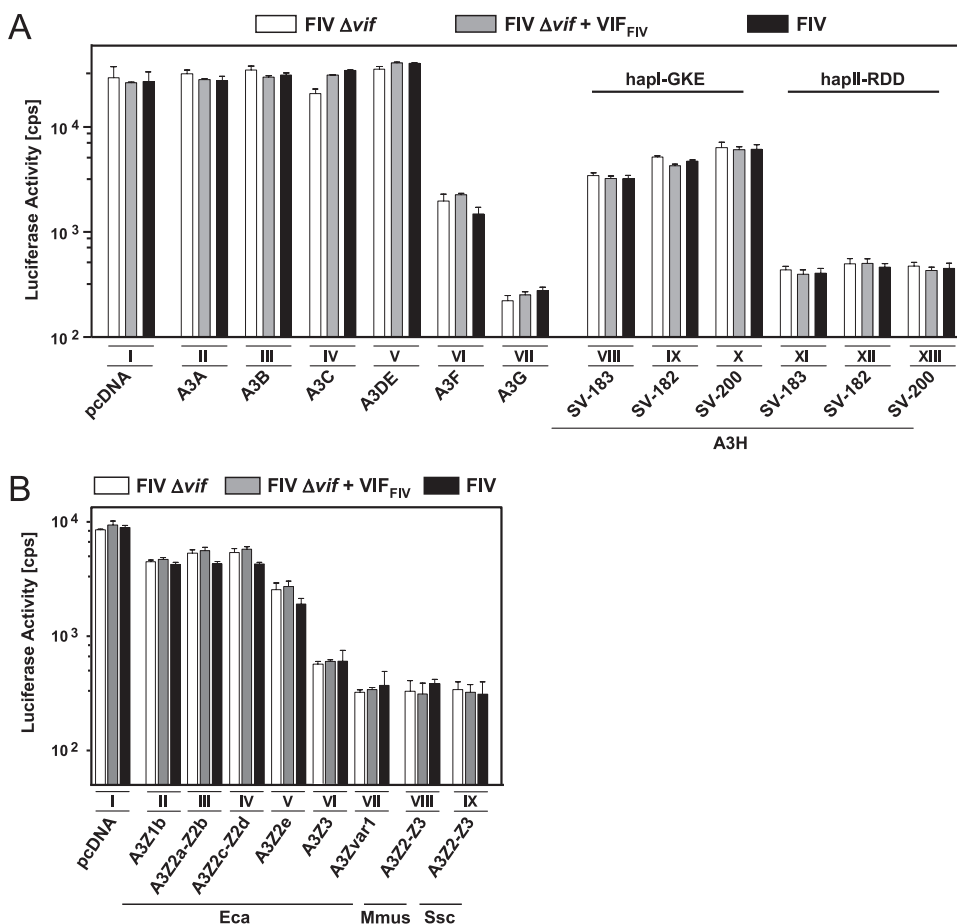 A
FIV Δvif
FIV Δvif + VIF_FIV
FIV
Luciferase Activity [cps]
10^4
10^3
10^2
hapI-GKE
hapII-RDD
I II III IV V VI VII VIII IX X XI XII XIII
pcDNA A3A A3B A3C A3DE A3F A3G SV-183 SV-182 SV-200 SV-183 SV-182 SV-200
A3H
B
FIV Δvif
FIV Δvif + VIF_FIV
FIV
Luciferase Activity [cps]
10^4
10^3
10^2
I II III IV V VI VII VIII IX
pcDNA A3Z1b A3Z2a-Z2b A3Z2c-Z2d A3Z2e A3Z3 A3Zvar1 A3Z2-Z3 A3Z2-Z3
Eca Mmus Ssc